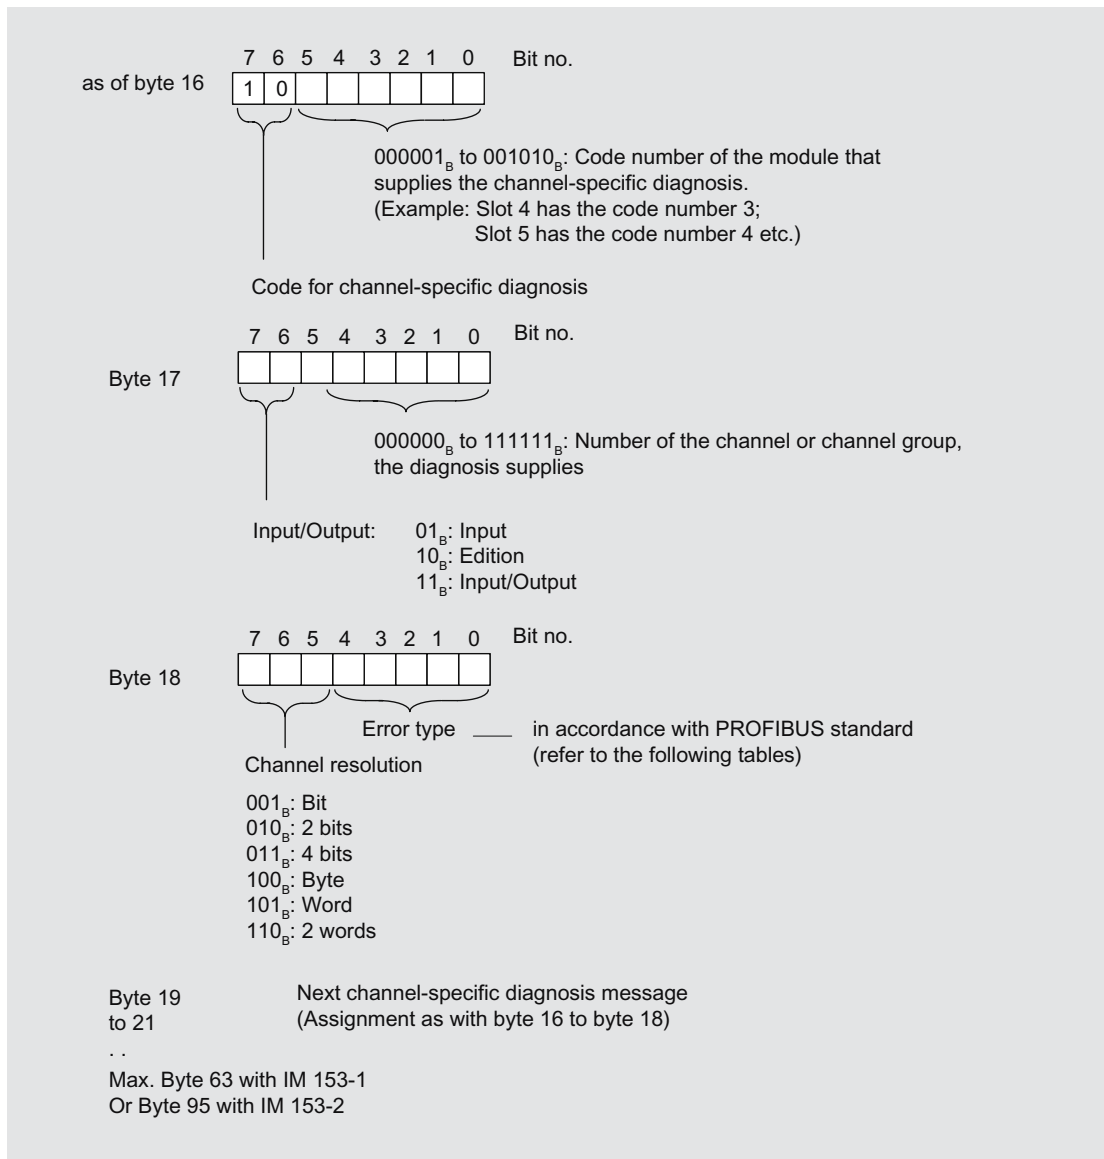 7 6 5 4 3 2 1 0 Bit no.
as of byte 16 1 0
000001B to 001010B: Code number of the module that
supplies the channel-specific diagnosis.
(Example: Slot 4 has the code number 3;
Slot 5 has the code number 4 etc.)
Code for channel-specific diagnosis
7 6 5 4 3 2 1 0 Bit no.
Byte 17
000000B to 111111B: Number of the channel or channel group,
the diagnosis supplies
Input/Output: 01B: Input
10B: Edition
11B: Input/Output
7 6 5 4 3 2 1 0 Bit no.
Byte 18
Error type in accordance with PROFIBUS standard
(refer to the following tables)
Channel resolution
001B: Bit
010B: 2 bits
011B: 4 bits
100B: Byte
101B: Word
110B: 2 words
Byte 19 Next channel-specific diagnosis message
to 21 (Assignment as with byte 16 to byte 18)
. .
Max. Byte 63 with IM 153-1
Or Byte 95 with IM 153-2